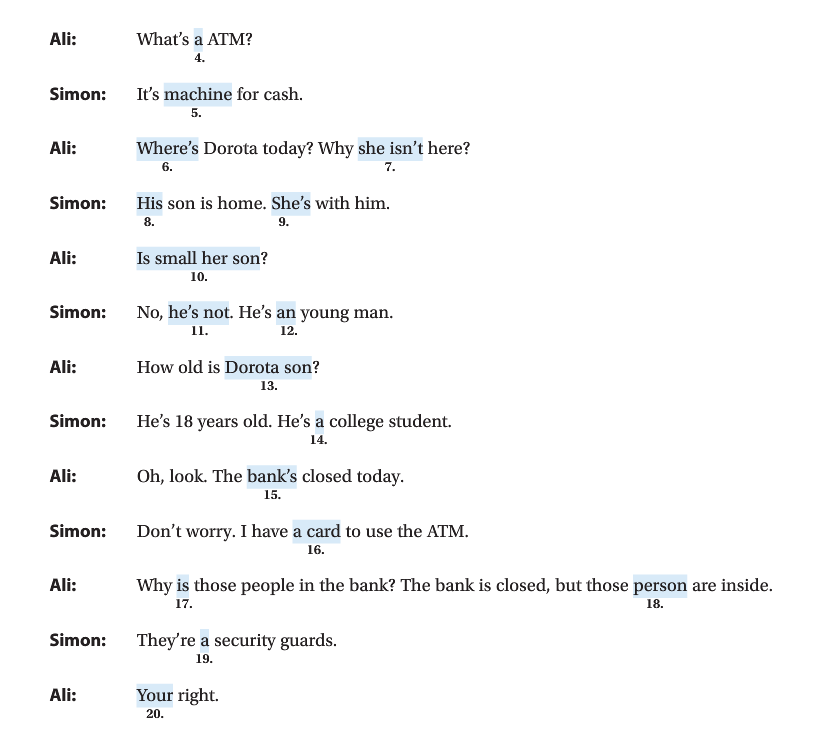 Ali: What's a ATM?
4.
Simon: It's machine for cash.
5.
Ali: Where's Dorota today? Why she isn't here?
6. 7.
Simon: His son is home. She's with him.
8. 9.
Ali: Is small her son?
10.
Simon: No, he's not. He's an young man.
11. 12.
Ali: How old is Dorota son?
13.
Simon: He's 18 years old. He's a college student.
14.
Ali: Oh, look. The bank's closed today.
15.
Simon: Don't worry. I have a card to use the ATM.
16.
Ali: Why is those people in the bank? The bank is closed, but those person are inside.
17. 18.
Simon: They're a security guards.
19.
Ali: Your right.
20.